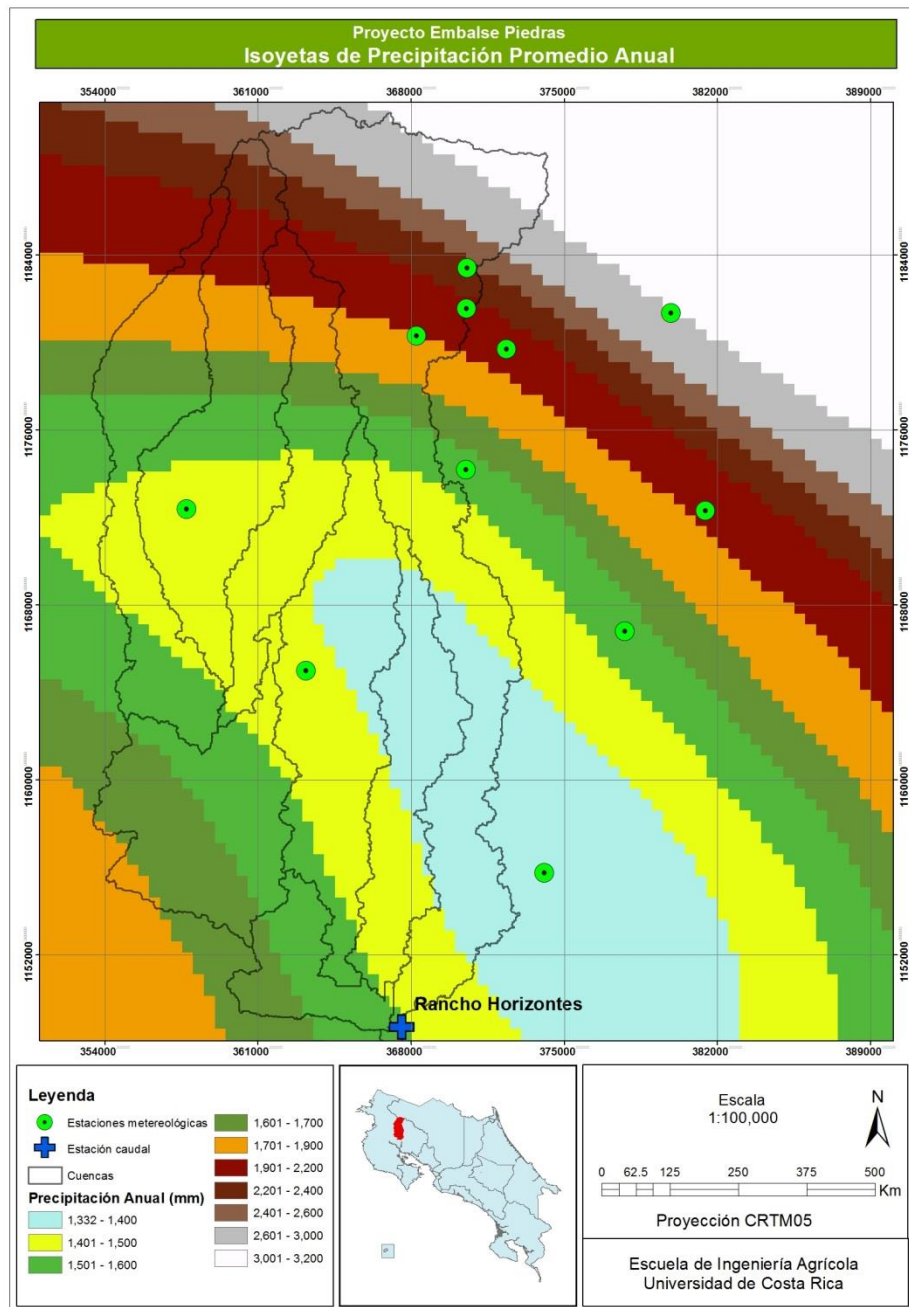 Proyecto Embalse Piedras
Isoyetas de Precipitación Promedio Anual
354000 361000 368000 375000 382000 389000
1184000 1184000
1176000 1176000
1168000 1168000
1160000 1160000
1152000 1152000
Rancho Horizontes
354000 361000 368000 375000 382000 389000
Leyenda
Estaciones metereológicas
Estación caudal
Cuencas
Precipitación Anual (mm)
1,332 - 1,400
1,401 - 1,500
1,501 - 1,600
1,601 - 1,700
1,701 - 1,900
1,901 - 2,200
2,201 - 2,400
2,401 - 2,600
2,601 - 3,000
3,001 - 3,200
Escala
1:100,000
N
0 62.5 125 250 375 500
Km
Proyección CRTM05
Escuela de Ingeniería Agrícola
Universidad de Costa Rica